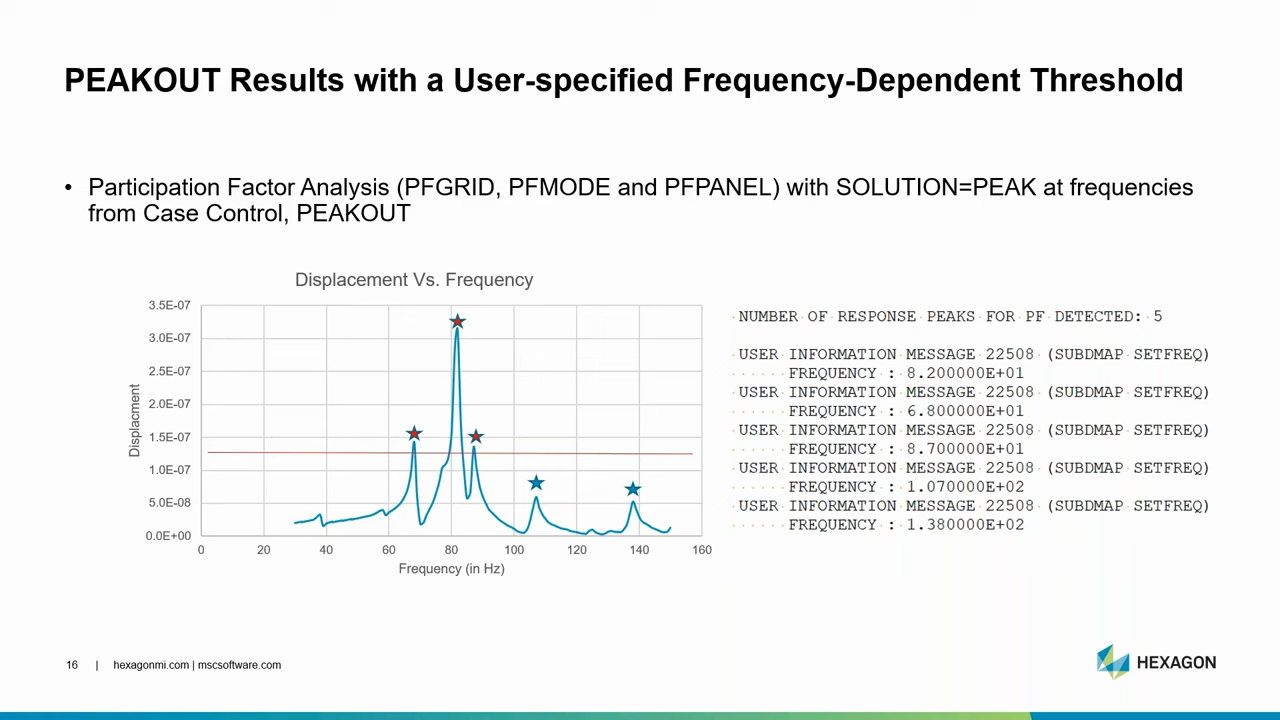 PEAKOUT Results with a User-specified Frequency-Dependent Threshold
• Participation Factor Analysis (PFGRID, PFMODE and PFPANEL) with SOLUTION=PEAK at frequencies
from Case Control, PEAKOUT
Displacement Vs. Frequency
3.5E-07
3.0E-07
2.5E-07
2.0E-07
1.5E-07
1.0E-07
5.0E-08
0.0E+00
Displacment
0 20 40 60 80 100 120 140 160
Frequency (in Hz)
NUMBER OF RESPONSE PEAKS FOR PF DETECTED: 5
USER INFORMATION MESSAGE 22508 (SUBDMAP SETFREQ)
FREQUENCY : 8.200000E+01
USER INFORMATION MESSAGE 22508 (SUBDMAP SETFREQ)
FREQUENCY : 6.800000E+01
USER INFORMATION MESSAGE 22508 (SUBDMAP SETFREQ)
FREQUENCY : 8.700000E+01
USER INFORMATION MESSAGE 22508 (SUBDMAP SETFREQ)
FREQUENCY : 1.070000E+02
USER INFORMATION MESSAGE 22508 (SUBDMAP SETFREQ)
FREQUENCY : 1.380000E+02
16 | hexagonmi.com | mscsoftware.com
HEXAGON